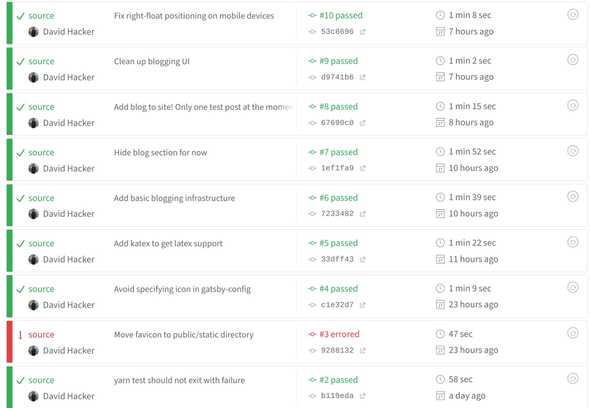 source Fix right-float positioning on mobile devices #10 passed 1 min 8 sec
David Hacker 53c6696 7 hours ago
source Clean up blogging UI #9 passed 1 min 2 sec
David Hacker d9741b6 7 hours ago
source Add blog to site! Only one test post at the momen #8 passed 1 min 15 sec
David Hacker 67690c0 8 hours ago
source Hide blog section for now #7 passed 1 min 52 sec
David Hacker 1ef1fa9 10 hours ago
source Add basic blogging infrastructure #6 passed 1 min 39 sec
David Hacker 7233482 10 hours ago
source Add katex to get latex support #5 passed 1 min 22 sec
David Hacker 33dff43 11 hours ago
source Avoid specifying icon in gatsby-config #4 passed 1 min 9 sec
David Hacker c1e32d7 23 hours ago
source Move favicon to public/static directory #3 errored 47 sec
David Hacker 9288132 23 hours ago
source yarn test should not exit with failure #2 passed 58 sec
David Hacker b119eda a day ago